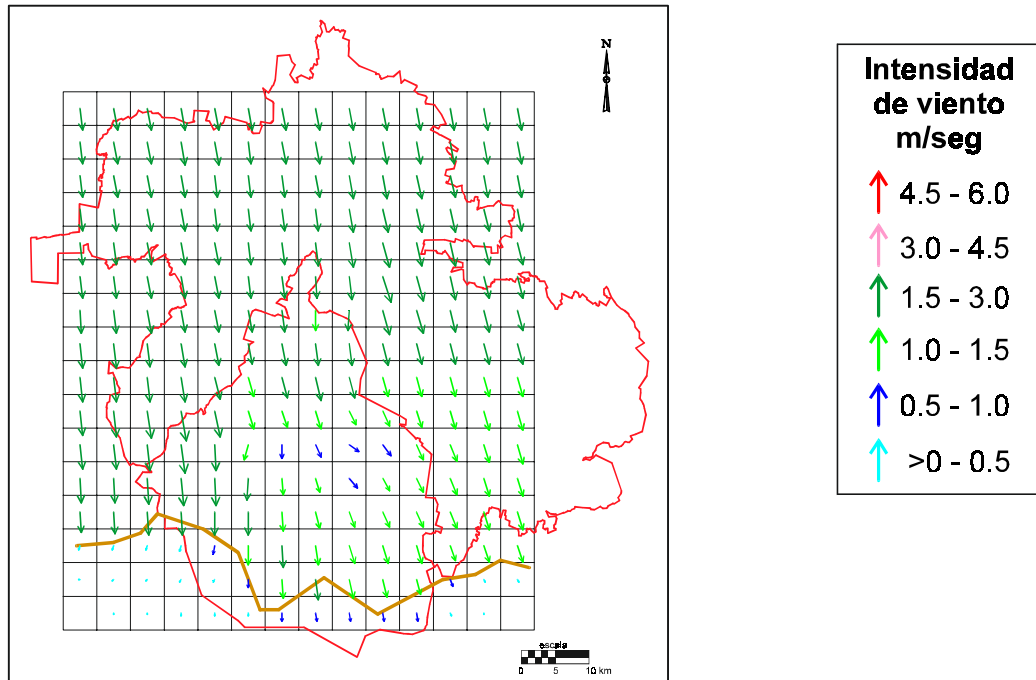 N
Intensidad
de viento
m/seg
4.5 - 6.0
3.0 - 4.5
1.5 - 3.0
1.0 - 1.5
0.5 - 1.0
>0 - 0.5
escala
0 5 10 km